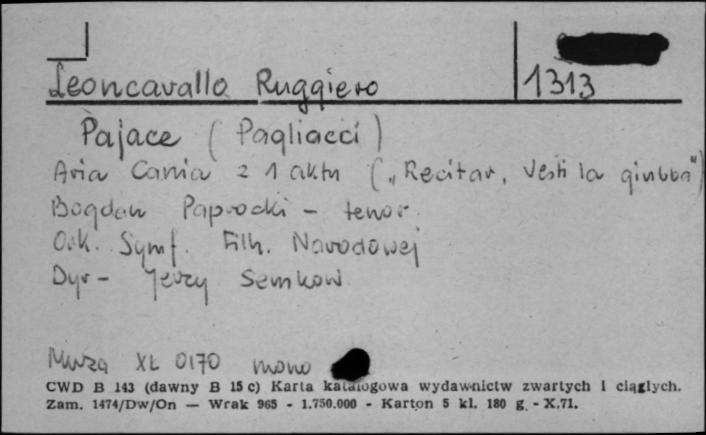 Leoncavallo Ruggiero 1313
Pajace (Pagliacci)
Aria Cania z 1 aktu („Recitar, Vesti la giubba")
Bogdan Paprocki - tenor
Ork. Symf. Filh. Narodowej
Dyr - Jerzy Semkow
Muza XL 0170 mono
CWD B 143 (dawny B 15 c) Karta katalogowa wydawnictw zwartych i ciągłych.
Zam. 1474/Dw/On — Wrak 965 - 1.750.000 - Karton 5 kl. 180 g. - X.71.